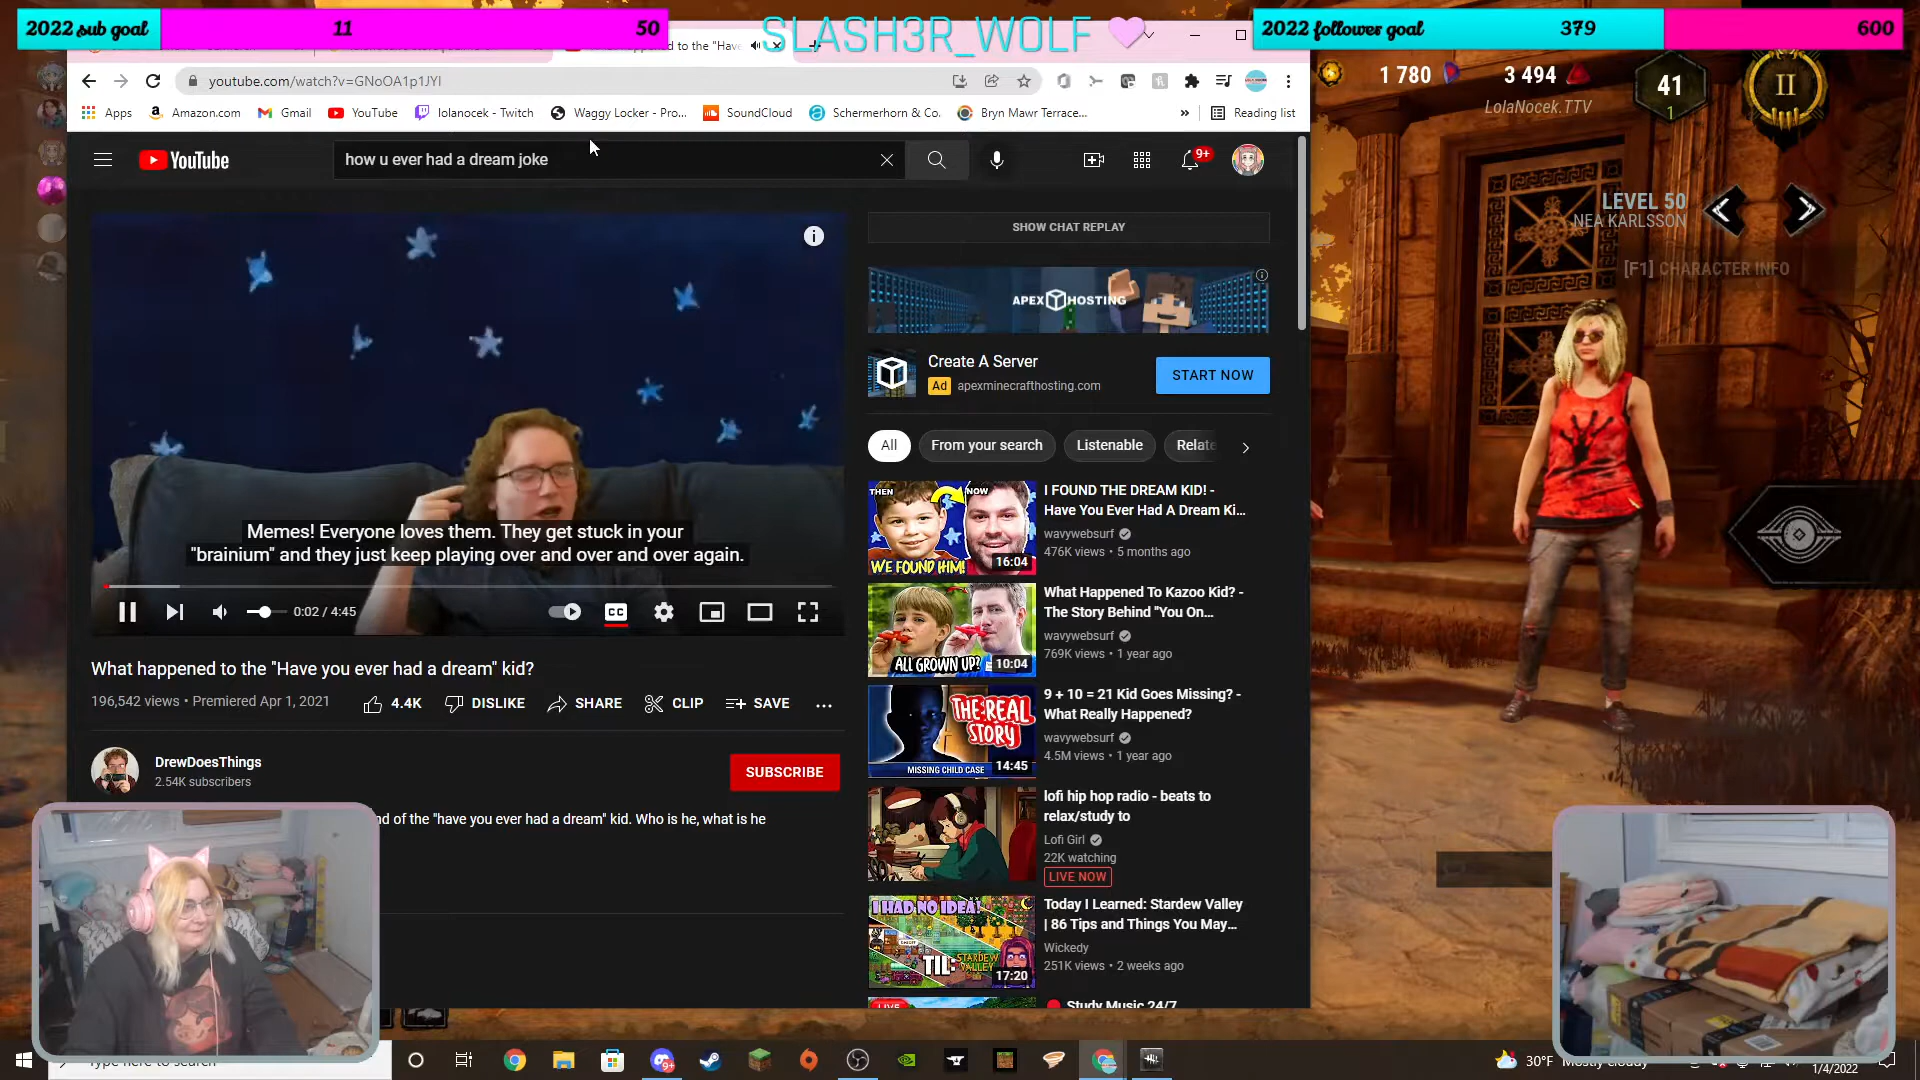 2022 sub goal 11 50
SLASH3R_WOLF
2022 follower goal 379 600
youtube.com/watch?v=GNoOA1p1JYI
Apps Amazon.com Gmail YouTube lolanocek - Twitch Waggy Locker - Pro... SoundCloud Schermerhorn & Co. Bryn Mawr Terrace... » Reading list
YouTube
how u ever had a dream joke
9+
1 780 3 494 41 II
1
LolaNocek.TTV
LEVEL 50
NEA KARLSSON
[F1] CHARACTER INFO
Memes! Everyone loves them. They get stuck in your
"brainium" and they just keep playing over and over and over again.
CC
0:02 / 4:45
What happened to the "Have you ever had a dream" kid?
196,542 views • Premiered Apr 1, 2021
4.4K DISLIKE SHARE CLIP SAVE ...
DrewDoesThings
2.54K subscribers
SUBSCRIBE
nd of the "have you ever had a dream" kid. Who is he, what is he
SHOW CHAT REPLAY
APEX HOSTING
Create A Server
Ad apexminecrafthosting.com
START NOW
All From your search Listenable Relate
THEN NOW
WE FOUND HIM!
16:04
I FOUND THE DREAM KID! -
Have You Ever Had A Dream Ki...
wavywebsurf
476K views • 5 months ago
ALL GROWN UP?
10:04
What Happened To Kazoo Kid? -
The Story Behind "You On...
wavywebsurf
769K views • 1 year ago
THE REAL
STORY
MISSING CHILD CASE
14:45
9 + 10 = 21 Kid Goes Missing? -
What Really Happened?
wavywebsurf
4.5M views • 1 year ago
lofi hip hop radio - beats to
relax/study to
Lofi Girl
22K watching
LIVE NOW
I HAD NO IDEA!
TIL:
STARDEW
VALLEY
17:20
Today I Learned: Stardew Valley
| 86 Tips and Things You May...
Wickedy
251K views • 2 weeks ago
LIVE
Study Music 24/7
Type here to search
30°F Mostly cloudy
1/4/2022